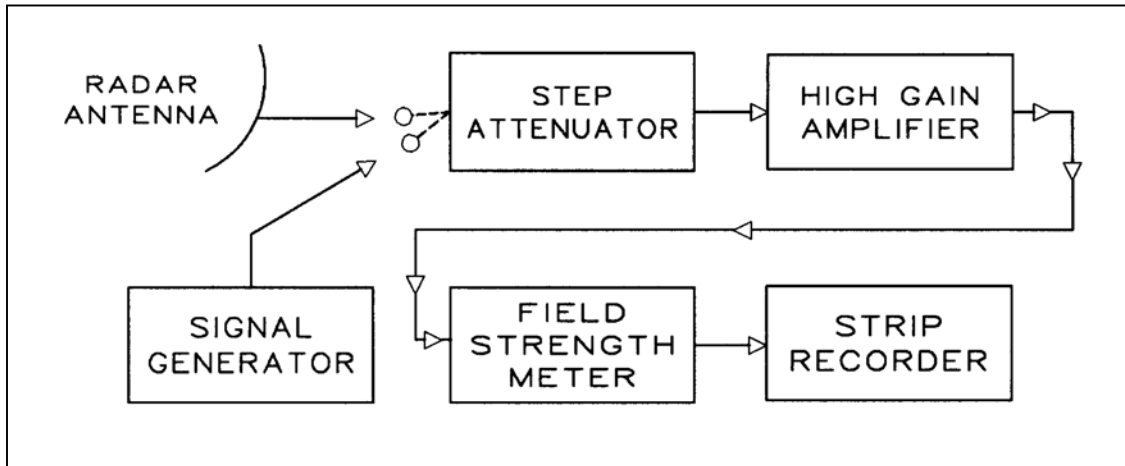 RADAR
ANTENNA
STEP
ATTENUATOR
HIGH GAIN
AMPLIFIER
SIGNAL
GENERATOR
FIELD
STRENGTH
METER
STRIP
RECORDER